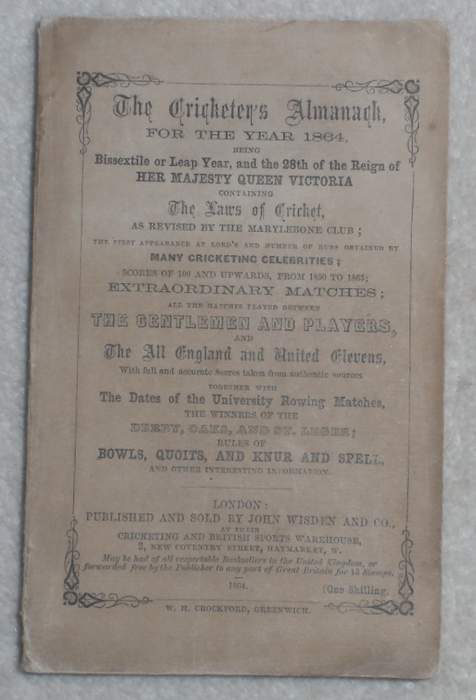 The Cricketer's Almanack,
FOR THE YEAR 1864,
BEING
Bissextile or Leap Year, and the 28th of the Reign of
HER MAJESTY QUEEN VICTORIA
CONTAINING
The Laws of Cricket,
AS REVISED BY THE MARYLEBONE CLUB;
THE FIRST APPEARANCE AT LORD'S AND NUMBER OF RUNS OBTAINED BY
MANY CRICKETING CELEBRITIES;
SCORES OF 100 AND UPWARDS, FROM 1850 TO 1863;
EXTRAORDINARY MATCHES;
ALL THE MATCHES PLAYED BETWEEN
THE GENTLEMEN AND PLAYERS,
AND
The All England and United Elevens,
With full and accurate Scores taken from authentic sources
TOGETHER WITH
The Dates of the University Rowing Matches,
THE WINNERS OF THE
DERBY, OAKS, AND ST. LEGER;
RULES OF
BOWLS, QUOITS, AND KNUR AND SPELL,
AND OTHER INTERESTING INFORMATION.
LONDON:
PUBLISHED AND SOLD BY JOHN WISDEN AND CO.,
AT THEIR
CRICKETING AND BRITISH SPORTS WAREHOUSE,
2, NEW COVENTRY STREET, HAYMARKET, W.
May be had of all respectable Booksellers in the United Kingdom, or
forwarded free by the Publisher to any part of Great Britain for 13 Stamps.
1864.
[One Shilling.
W. H. CROCKFORD, GREENWICH.